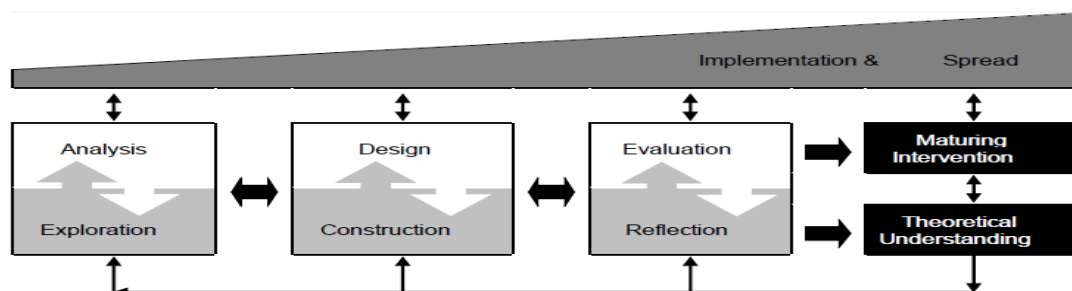 Implementation & Spread
Analysis
Exploration
Design
Construction
Evaluation
Reflection
Maturing
Intervention
Theoretical
Understanding